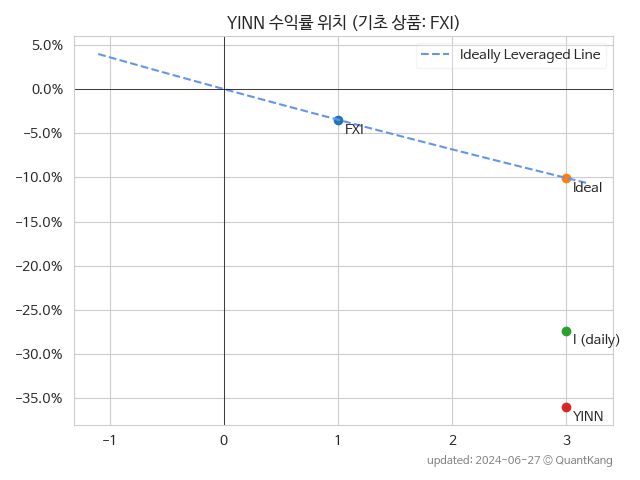 YINN 수익률 위치 (기초 상품: FXI)
Ideally Leveraged Line
5.0%
0.0%
−5.0%
−10.0%
−15.0%
−20.0%
−25.0%
−30.0%
−35.0%
FXI
Ideal
I (daily)
YINN
−1
0
1
2
3
updated: 2024-06-27 © QuantKang